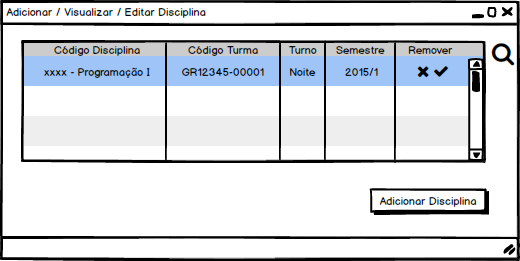 Adicionar / Visualizar / Editar Disciplina
Código Disciplina Código Turma Turno Semestre Remover
xxxx - Programação I GR12345-00001 Noite 2015/1
Adicionar Disciplina